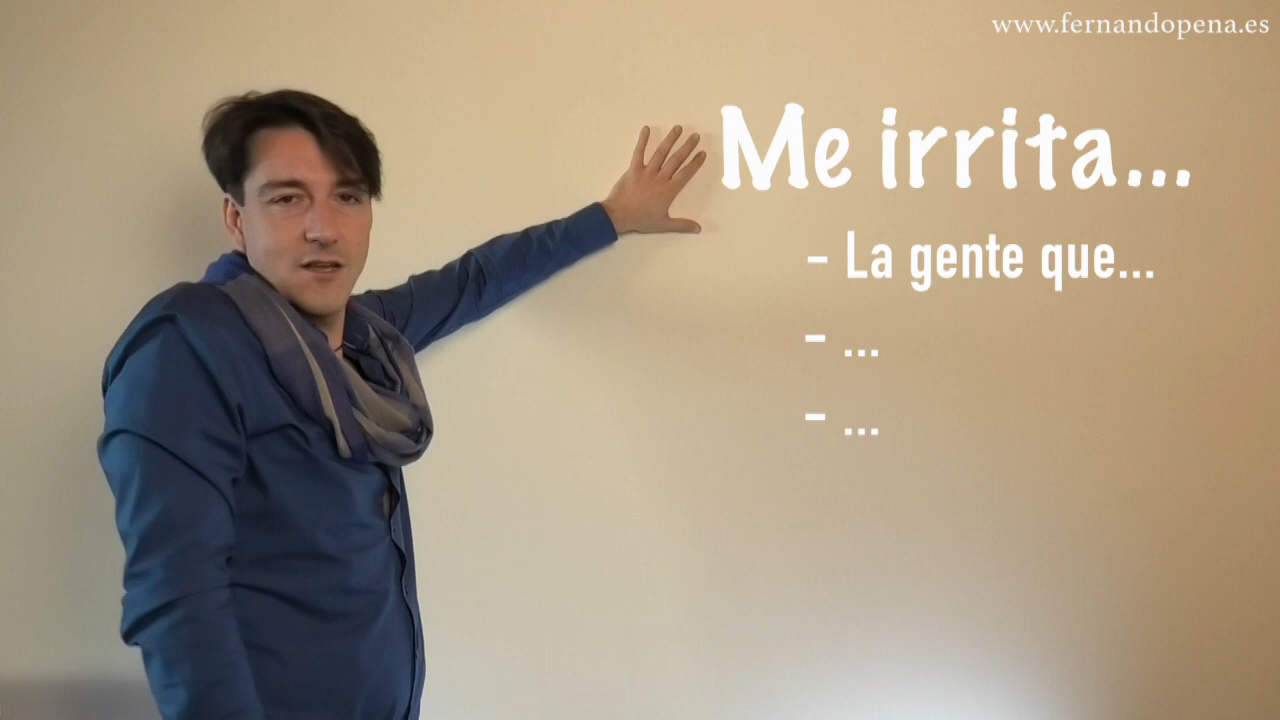 www.fernandopena.es
Me irrita...
- La gente que...
- ...
- ...